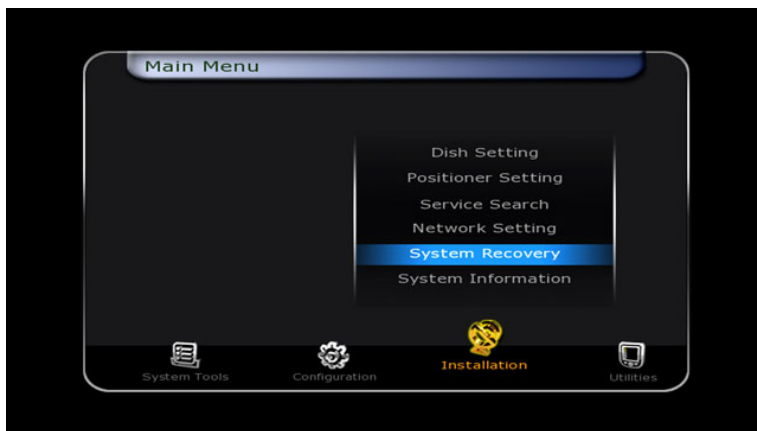 Main Menu
Dish Setting
Positioner Setting
Service Search
Network Setting
System Recovery
System Information
System Tools
Configuration
Installation
Utilities